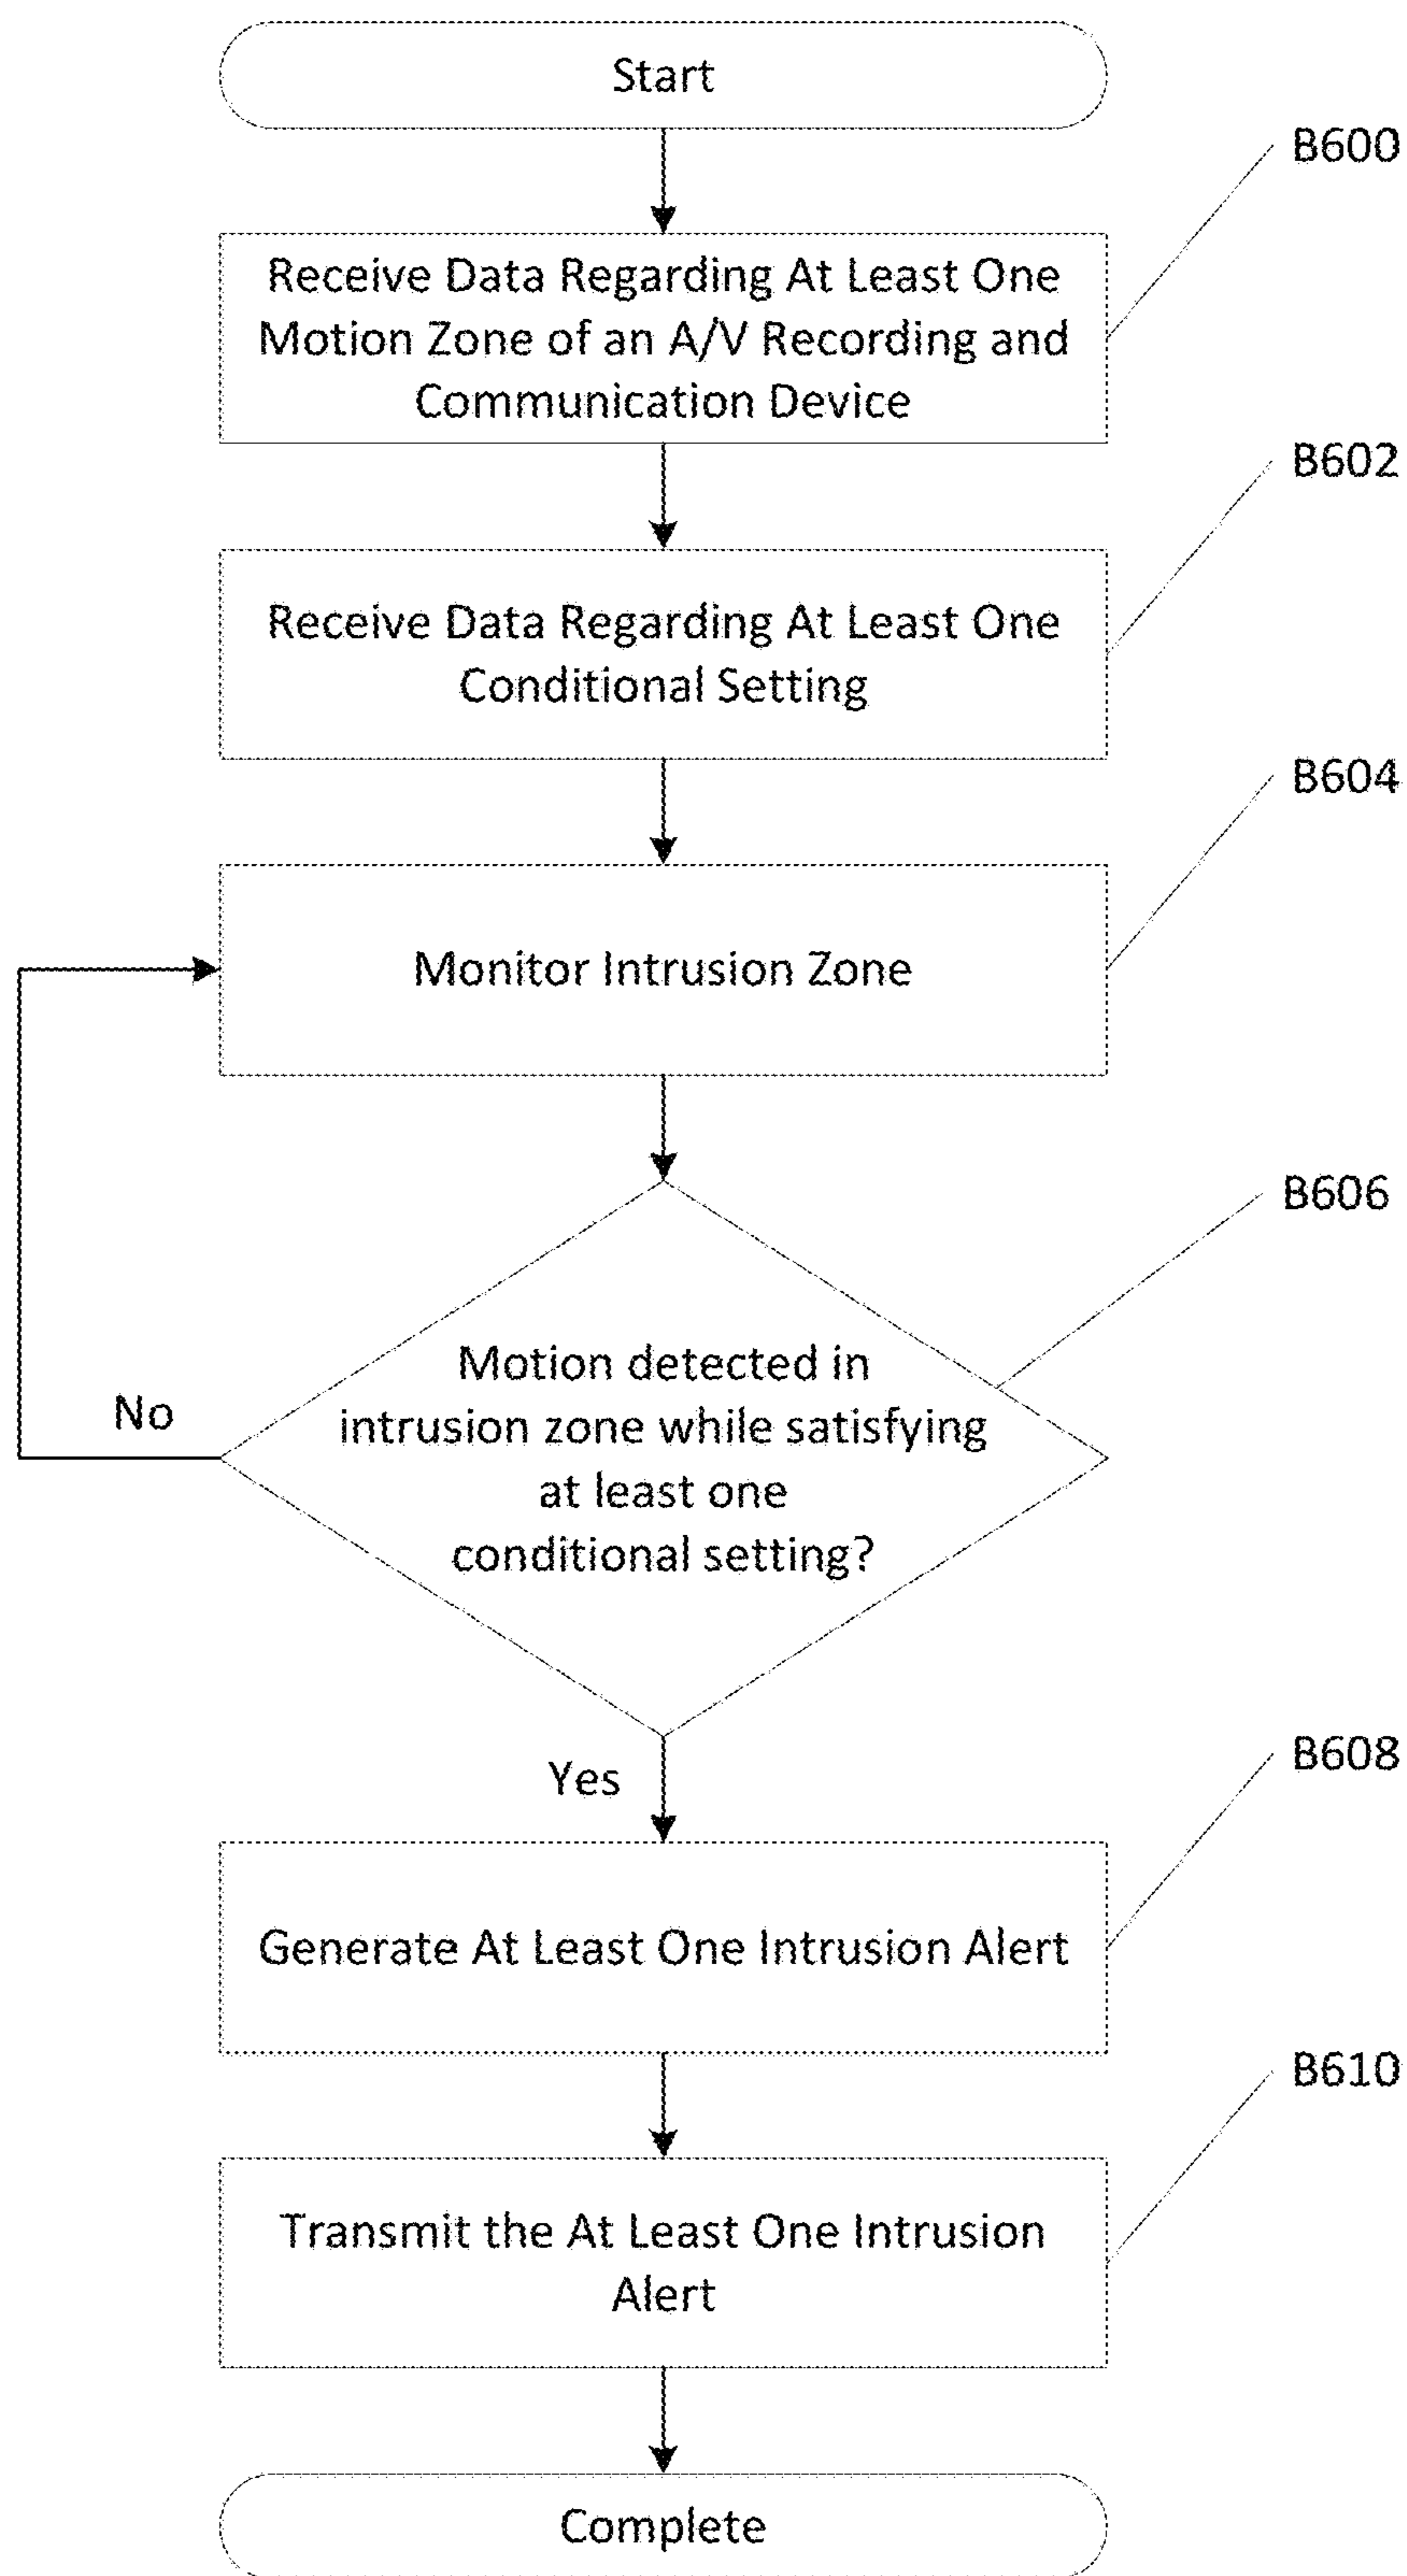 Start
B600
Receive Data Regarding At Least One
Motion Zone of an A/V Recording and
Communication Device
B602
Receive Data Regarding At Least One
Conditional Setting
B604
Monitor Intrusion Zone
B606
Motion detected in
intrusion zone while satisfying
at least one
conditional setting?
No
Yes
B608
Generate At Least One Intrusion Alert
B610
Transmit the At Least One Intrusion
Alert
Complete